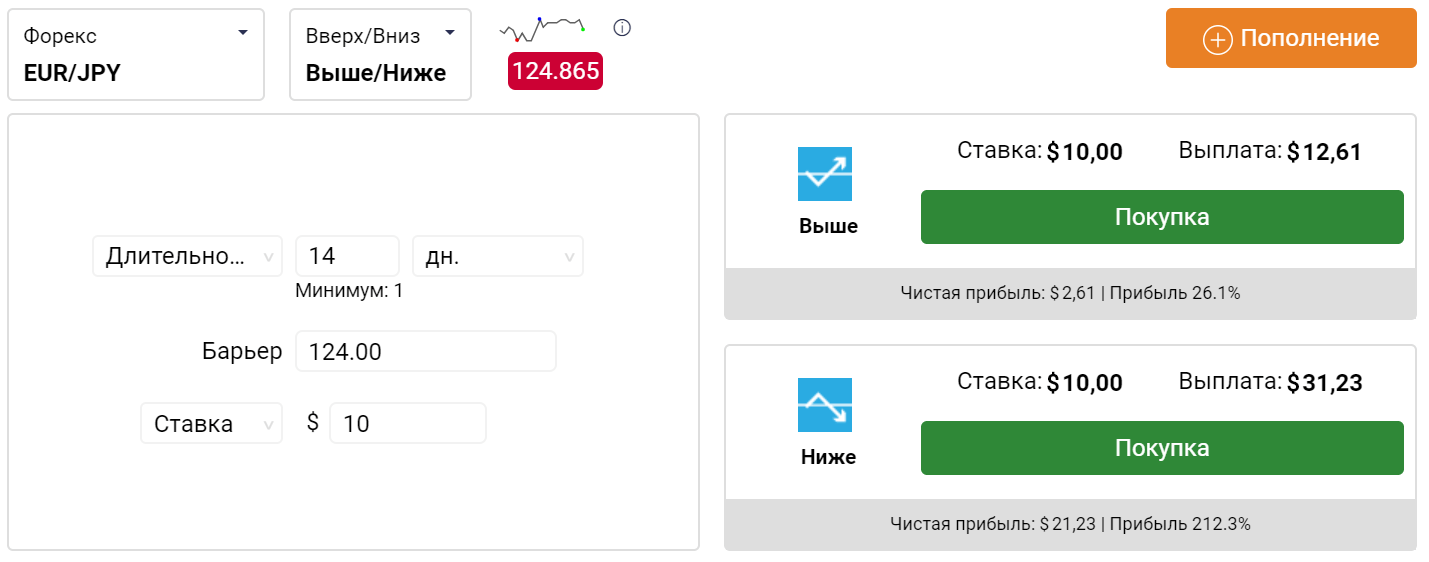 Форекс
EUR/JPY
Вверх/Вниз
Выше/Ниже
124.865
Пополнение
Длительно...
14
дн.
Минимум: 1
Барьер
124.00
Ставка
$
10
Ставка: $10,00
Выплата: $12,61
Выше
Покупка
Чистая прибыль: $2,61 | Прибыль 26.1%
Ставка: $10,00
Выплата: $31,23
Ниже
Покупка
Чистая прибыль: $21,23 | Прибыль 212.3%